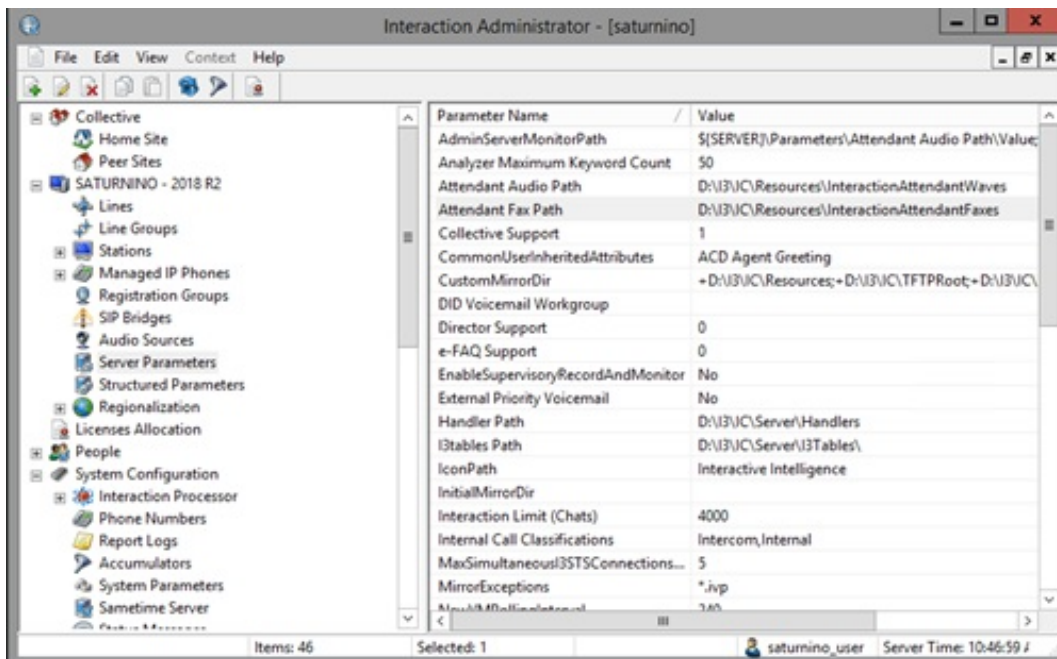 Interaction Administrator - [saturnino]
File Edit View Context Help
Collective
Home Site
Peer Sites
SATURNINO - 2018 R2
Lines
Line Groups
Stations
Managed IP Phones
Registration Groups
SIP Bridges
Audio Sources
Server Parameters
Structured Parameters
Regionalization
Licenses Allocation
People
System Configuration
Interaction Processor
Phone Numbers
Report Logs
Accumulators
System Parameters
Sametime Server
Parameter Name / Value
AdminServerMonitorPath $[SERVER]\Parameters\Attendant Audio Path\Value;
Analyzer Maximum Keyword Count 50
Attendant Audio Path D:\I3\IC\Resources\InteractionAttendantWaves
Attendant Fax Path D:\I3\IC\Resources\InteractionAttendantFaxes
Collective Support 1
CommonUserInheritedAttributes ACD Agent Greeting
CustomMirrorDir +D:\I3\IC\Resources;+D:\I3\IC\TFTPRoot;+D:\I3\IC\
DID Voicemail Workgroup
Director Support 0
e-FAQ Support 0
EnableSupervisoryRecordAndMonitor No
External Priority Voicemail No
Handler Path D:\I3\IC\Server\Handlers
I3tables Path D:\I3\IC\Server\I3Tables\
IconPath Interactive Intelligence
InitialMirrorDir
Interaction Limit (Chats) 4000
Internal Call Classifications Intercom,Internal
MaxSimultaneousI3STSConnections... 5
MirrorExceptions *.ivp
Items: 46 Selected: 1 saturnino_user Server Time: 10:46:59